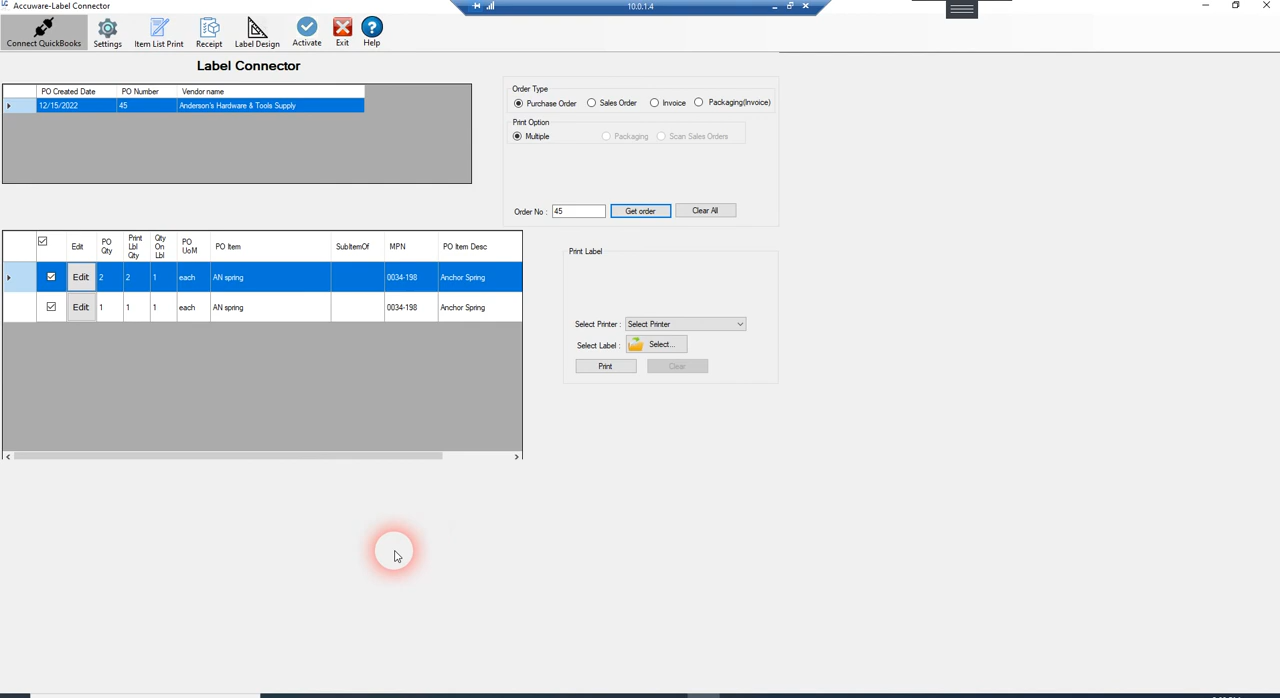 LC Accuware-Label Connector
10.0.1.4
Connect QuickBooks Settings Item List Print Receipt Label Design Activate Exit Help
Label Connector
PO Created Date PO Number Vendor name
12/15/2022 45 Anderson's Hardware & Tools Supply
Order Type
Purchase Order Sales Order Invoice Packaging(Invoice)
Print Option
Multiple Packaging Scan Sales Orders
Order No : 45 Get order Clear All
Edit PO Qty Print Lbl Qty Qty On Lbl PO UoM PO Item SubItemOf MPN PO Item Desc
Edit 2 2 1 each AN spring 0034-198 Anchor Spring
Edit 1 1 1 each AN spring 0034-198 Anchor Spring
Print Label
Select Printer : Select Printer
Select Label : Select...
Print Clear